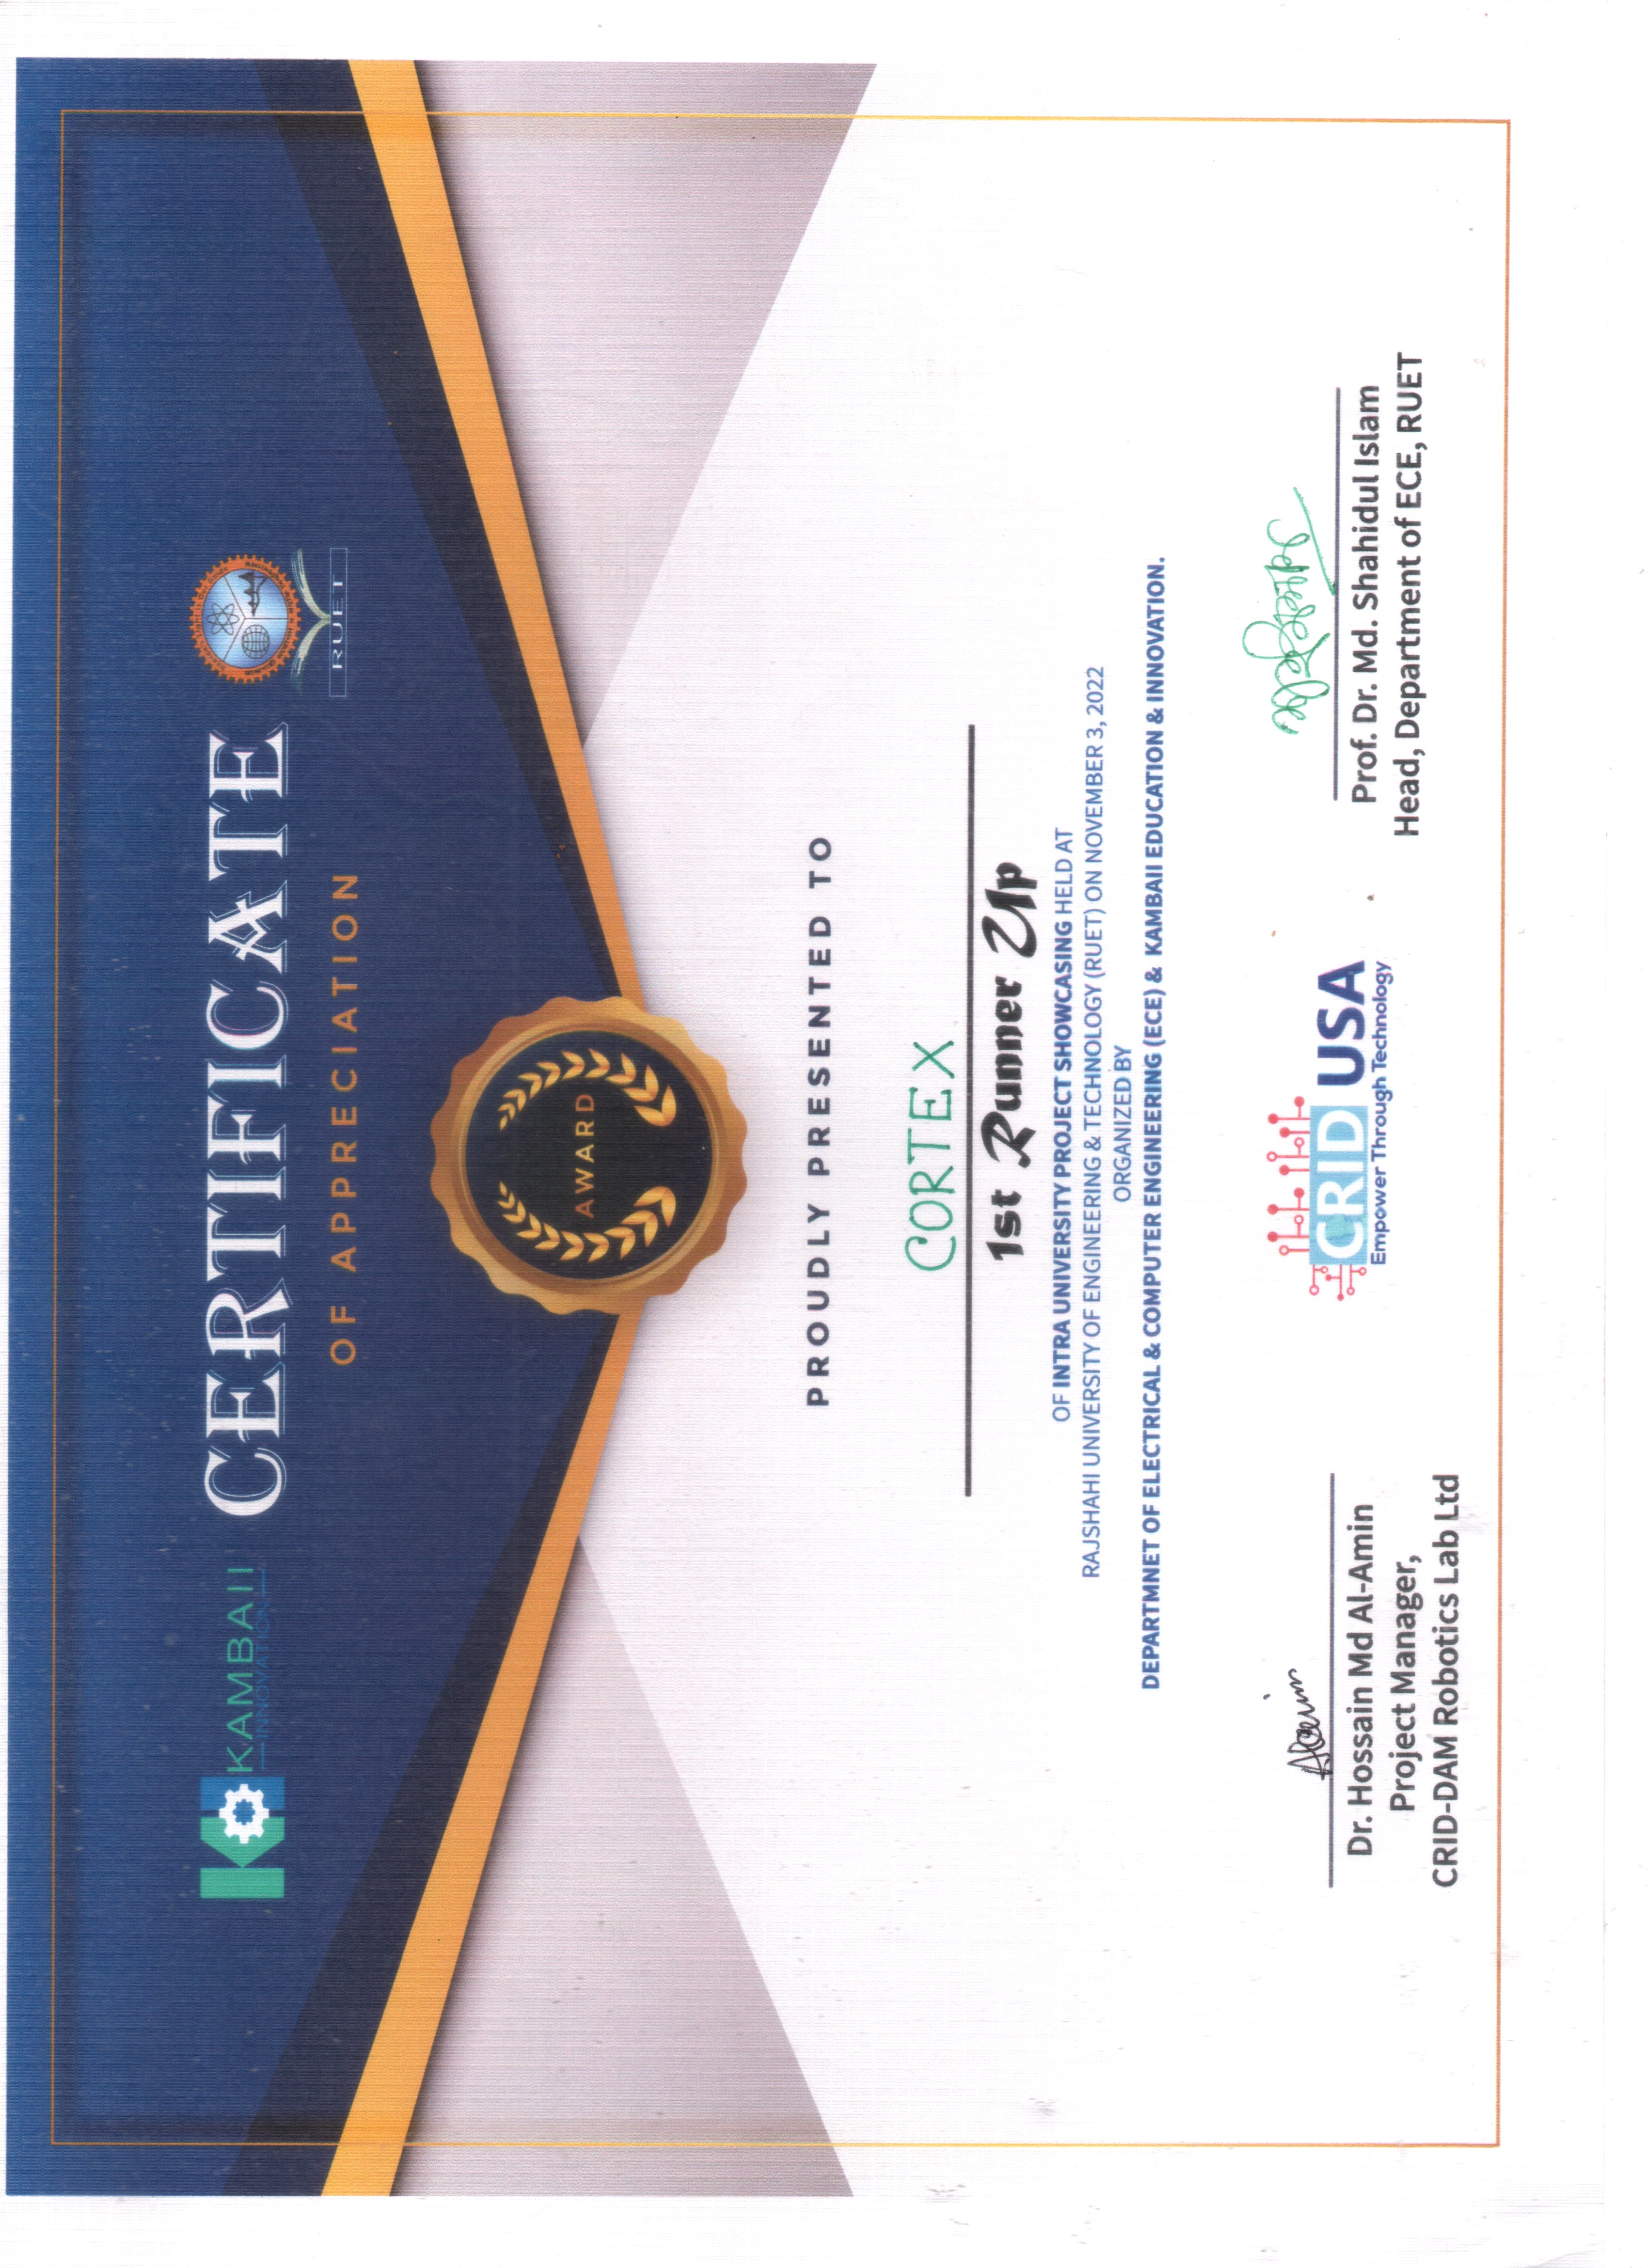 KAMBAII
INNOVATION
CERTIFICATE
OF APPRECIATION
RUET
AWARD
PROUDLY PRESENTED TO
CORTEX
1st Runner Up
OF INTRA UNIVERSITY PROJECT SHOWCASING HELD AT
RAJSHAHI UNIVERSITY OF ENGINEERING & TECHNOLOGY (RUET) ON NOVEMBER 3, 2022
ORGANIZED BY
DEPARTMNET OF ELECTRICAL & COMPUTER ENGINEERING (ECE) & KAMBAII EDUCATION & INNOVATION.
Dr. Hossain Md Al-Amin
Project Manager,
CRID-DAM Robotics Lab Ltd
CRID USA
Empower Through Technology
Prof. Dr. Md. Shahidul Islam
Head, Department of ECE, RUET